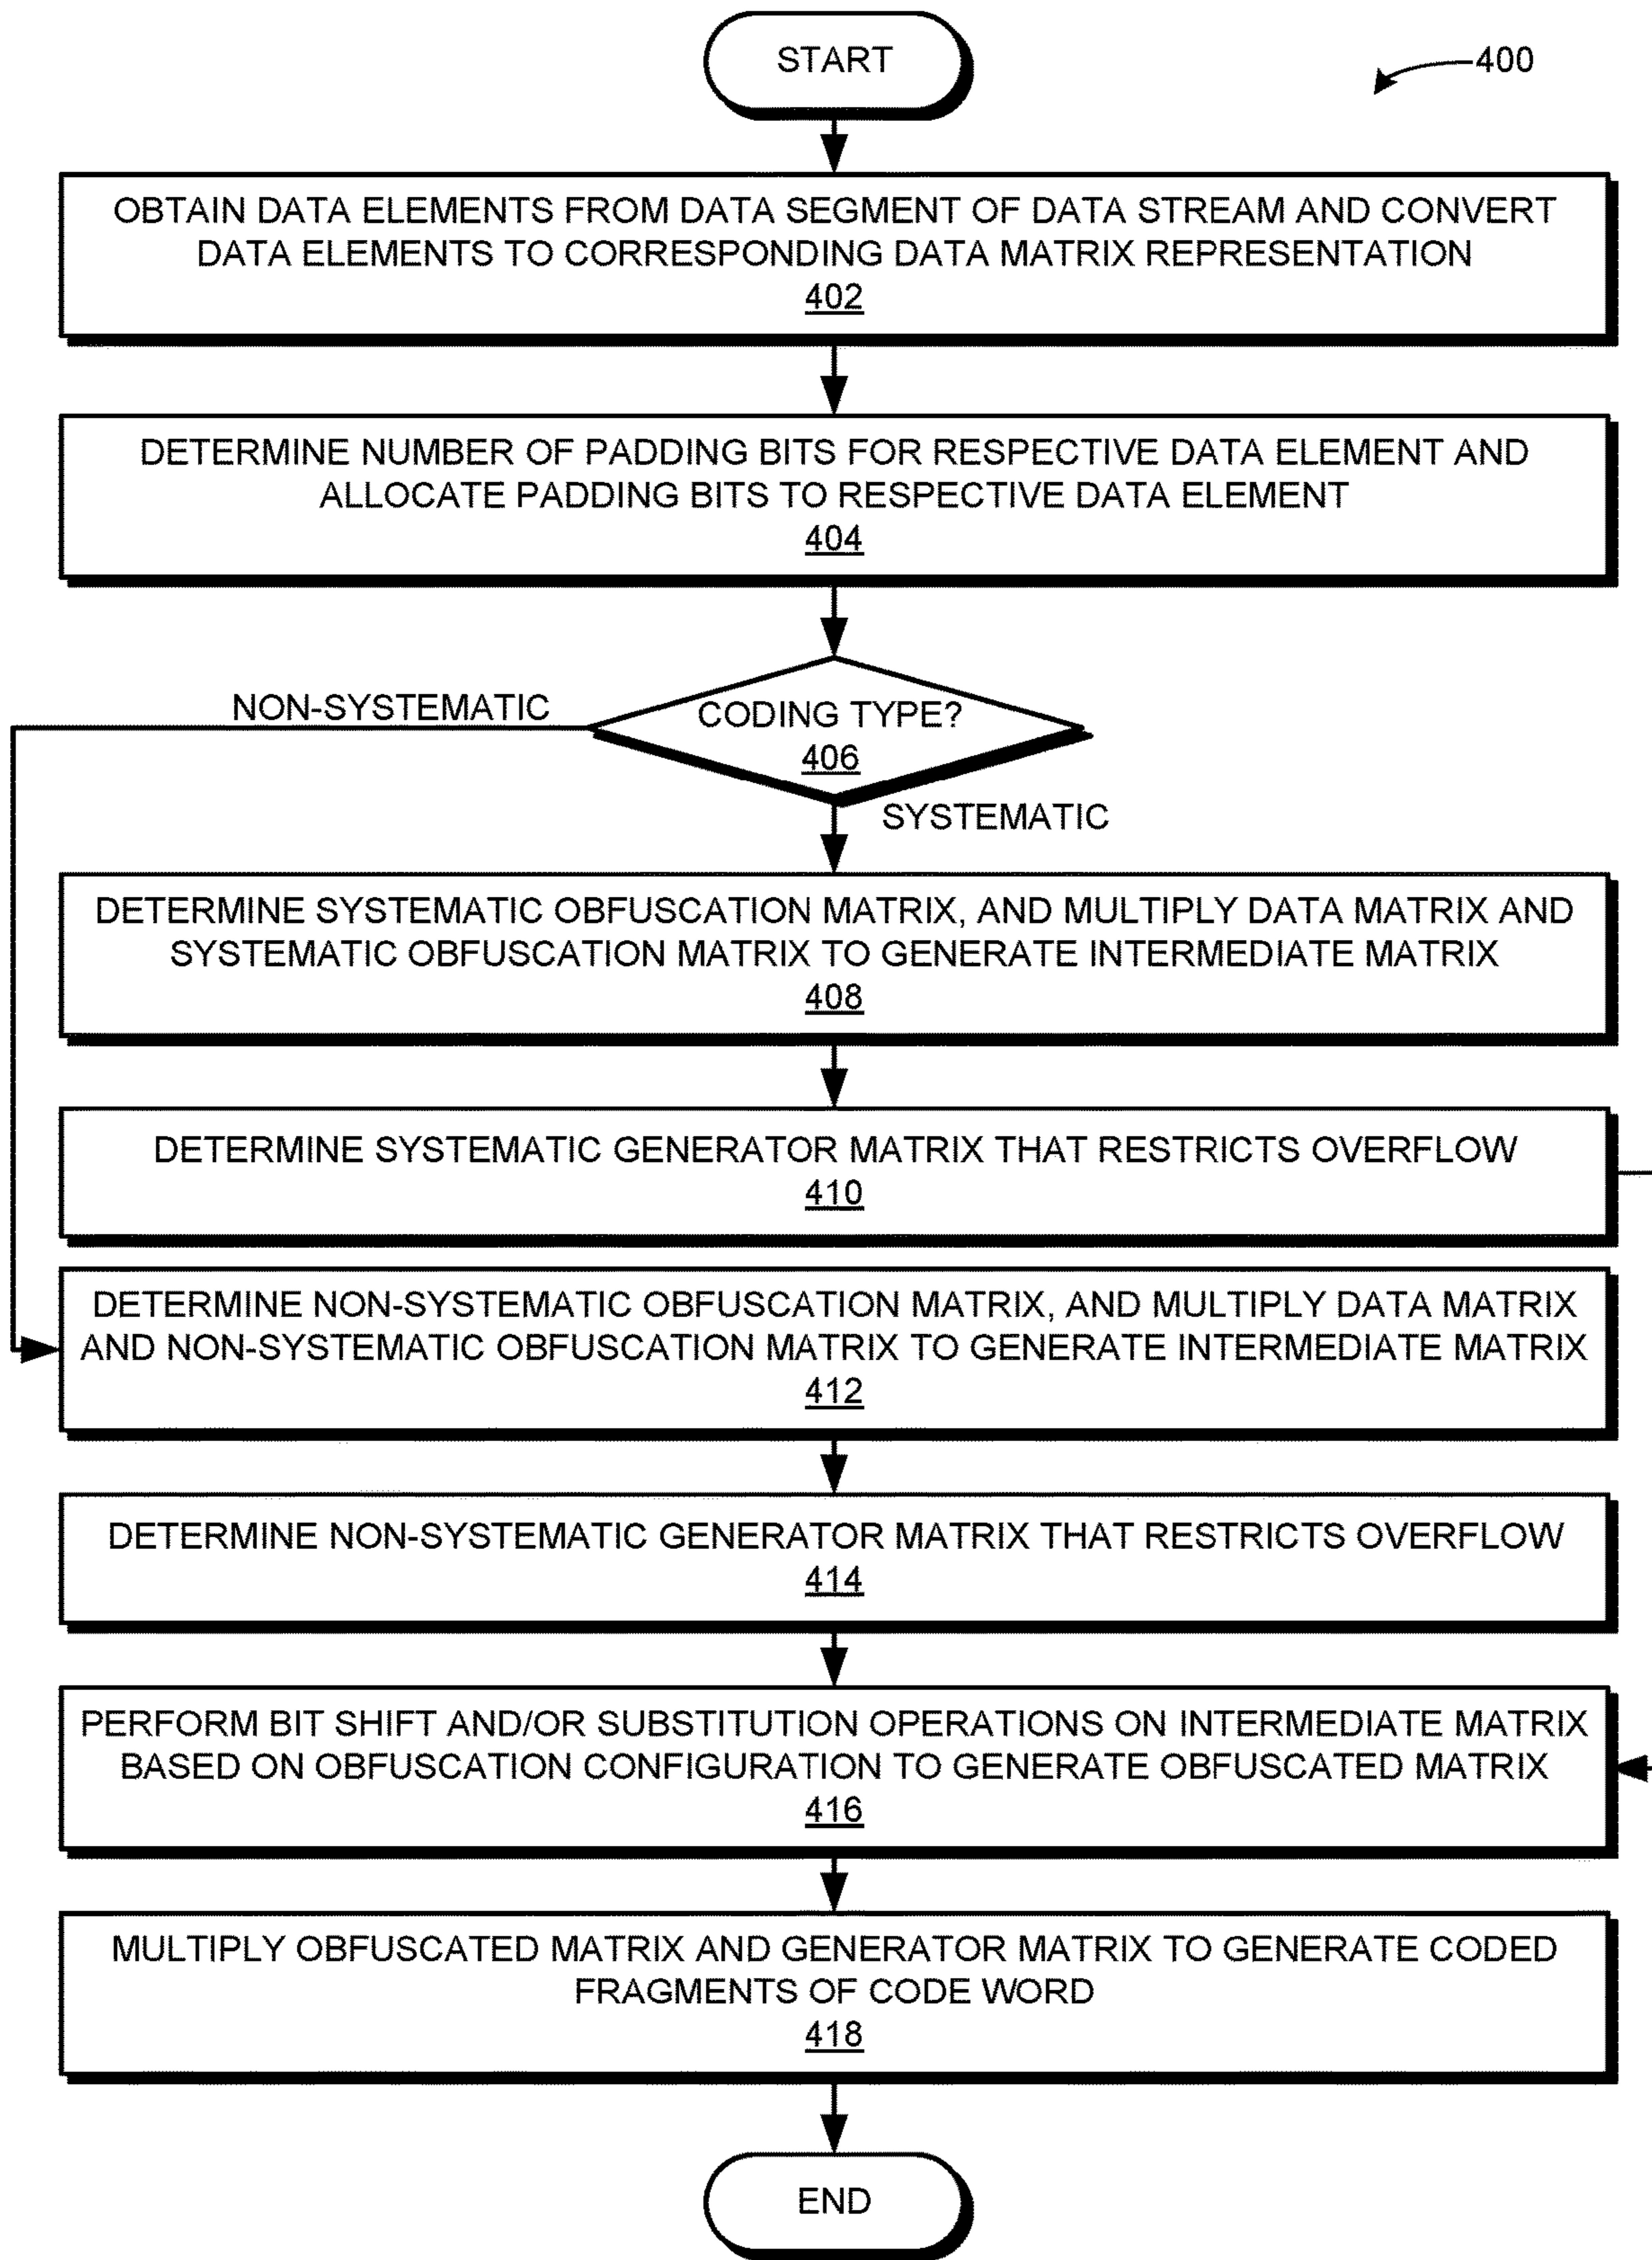 START
400
OBTAIN DATA ELEMENTS FROM DATA SEGMENT OF DATA STREAM AND CONVERT
DATA ELEMENTS TO CORRESPONDING DATA MATRIX REPRESENTATION
402
DETERMINE NUMBER OF PADDING BITS FOR RESPECTIVE DATA ELEMENT AND
ALLOCATE PADDING BITS TO RESPECTIVE DATA ELEMENT
404
NON-SYSTEMATIC
CODING TYPE?
406
SYSTEMATIC
DETERMINE SYSTEMATIC OBFUSCATION MATRIX, AND MULTIPLY DATA MATRIX AND
SYSTEMATIC OBFUSCATION MATRIX TO GENERATE INTERMEDIATE MATRIX
408
DETERMINE SYSTEMATIC GENERATOR MATRIX THAT RESTRICTS OVERFLOW
410
DETERMINE NON-SYSTEMATIC OBFUSCATION MATRIX, AND MULTIPLY DATA MATRIX
AND NON-SYSTEMATIC OBFUSCATION MATRIX TO GENERATE INTERMEDIATE MATRIX
412
DETERMINE NON-SYSTEMATIC GENERATOR MATRIX THAT RESTRICTS OVERFLOW
414
PERFORM BIT SHIFT AND/OR SUBSTITUTION OPERATIONS ON INTERMEDIATE MATRIX
BASED ON OBFUSCATION CONFIGURATION TO GENERATE OBFUSCATED MATRIX
416
MULTIPLY OBFUSCATED MATRIX AND GENERATOR MATRIX TO GENERATE CODED
FRAGMENTS OF CODE WORD
418
END